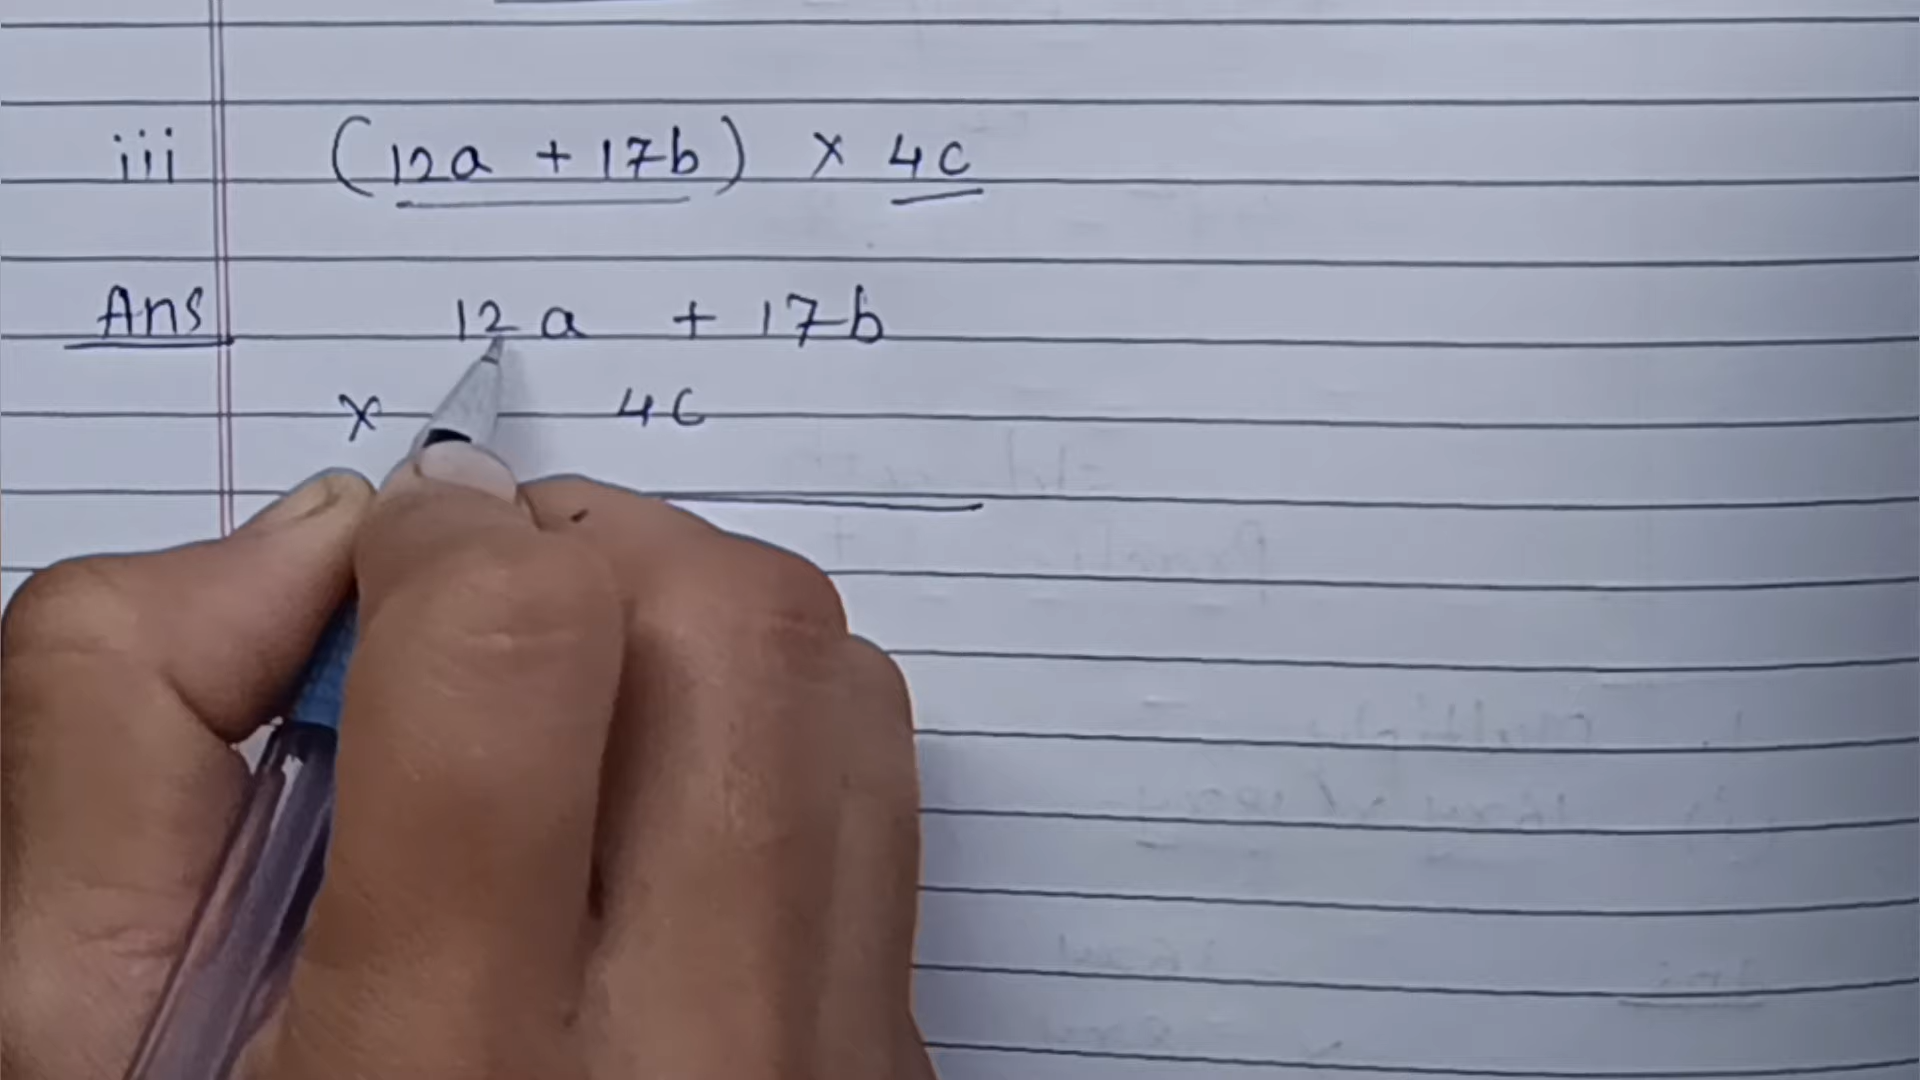 iii (12a + 17b) × 4c
Ans 12a + 17b
× 4c